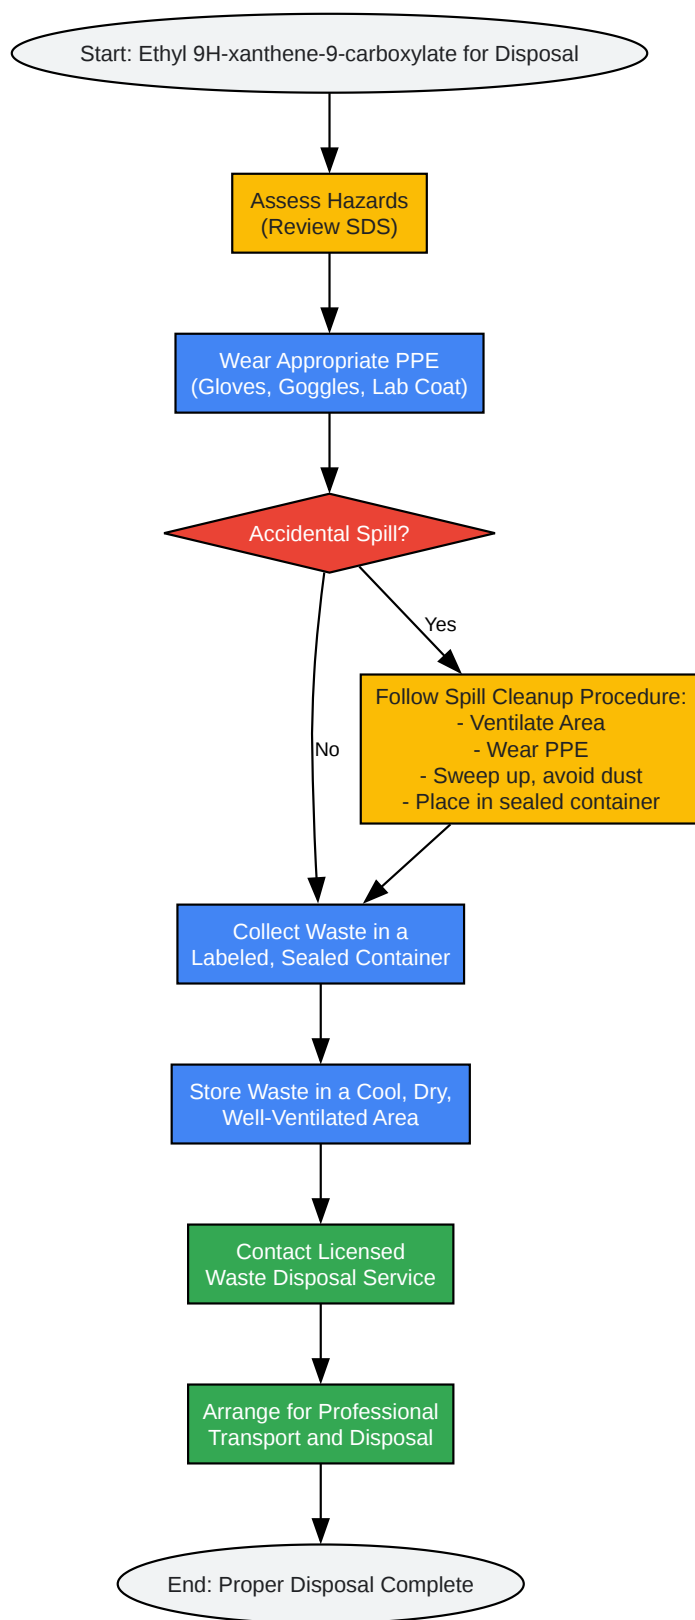 Start: Ethyl 9H-xanthene-9-carboxylate for Disposal
Assess Hazards
(Review SDS)
Wear Appropriate PPE
(Gloves, Goggles, Lab Coat)
Accidental Spill?
Yes
Follow Spill Cleanup Procedure:
- Ventilate Area
- Wear PPE
- Sweep up, avoid dust
- Place in sealed container
No
Collect Waste in a
Labeled, Sealed Container
Store Waste in a Cool, Dry,
Well-Ventilated Area
Contact Licensed
Waste Disposal Service
Arrange for Professional
Transport and Disposal
End: Proper Disposal Complete